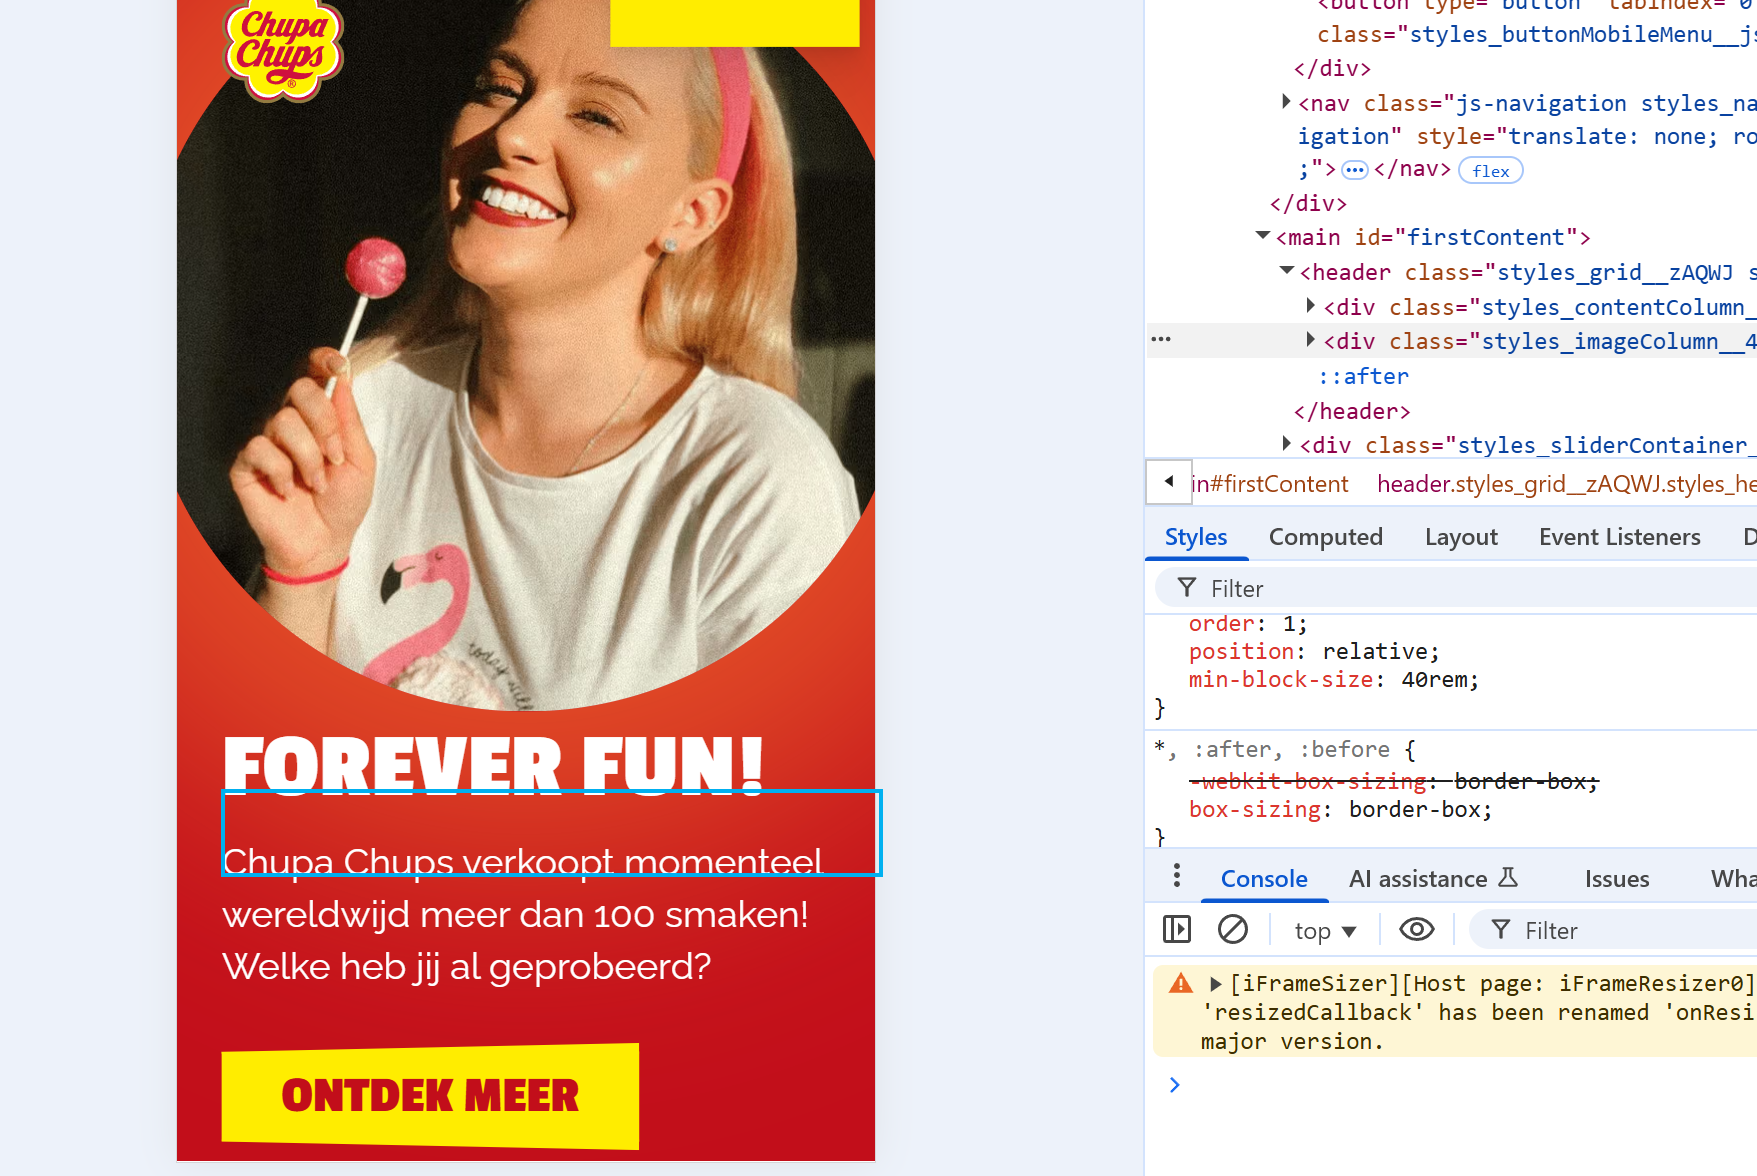 Chupa
Chups
®
today
FOREVER FUN!
Chupa Chups verkoopt momenteel
wereldwijd meer dan 100 smaken!
Welke heb jij al geprobeerd?
ONTDEK MEER
<button type="button" tabindex="0
class="styles_buttonMobileMenu__js
</div>
<nav class="js-navigation styles_na
igation" style="translate: none; ro
;"> ••• </nav> flex
</div>
<main id="firstContent">
<header class="styles_grid__zAQWJ s
<div class="styles_contentColumn_
••• <div class="styles_imageColumn__4
::after
</header>
<div class="styles_sliderContainer_
in#firstContent header.styles_grid__zAQWJ.styles_he
Styles Computed Layout Event Listeners D
Filter
order: 1;
position: relative;
min-block-size: 40rem;
}
*, :after, :before {
-webkit-box-sizing: border-box;
box-sizing: border-box;
}
Console AI assistance Issues Wha
top Filter
[iFrameSizer][Host page: iFrameResizer0]
'resizedCallback' has been renamed 'onResi
major version.